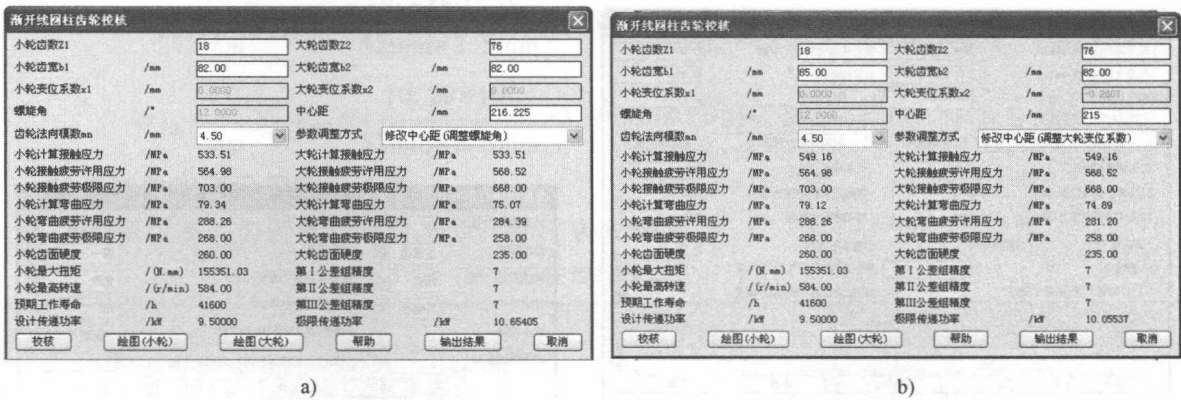 渐开线圆柱齿轮校核
小轮齿数Z1 18 大轮齿数Z2 76
小轮齿宽b1 /mm 82.00 大轮齿宽b2 /mm 82.00
小轮变位系数x1 0.0000 大轮变位系数x2 0.0000
螺旋角 /° 12.0000 中心距 /mm 216.225
齿轮法向模数mn /mm 4.50 参数调整方式 修改中心距(调整螺旋角)
小轮计算接触应力 /MPa 533.51 大轮计算接触应力 /MPa 533.51
小轮接触疲劳许用应力 /MPa 564.98 大轮接触疲劳许用应力 /MPa 568.52
小轮接触疲劳极限应力 /MPa 703.00 大轮接触疲劳极限应力 /MPa 668.00
小轮计算弯曲应力 /MPa 79.34 大轮计算弯曲应力 /MPa 75.07
小轮弯曲疲劳许用应力 /MPa 288.26 大轮弯曲疲劳许用应力 /MPa 284.39
小轮弯曲疲劳极限应力 /MPa 268.00 大轮弯曲疲劳极限应力 /MPa 258.00
小轮齿面硬度 260.00 大轮齿面硬度 235.00
小轮最大扭矩 /(N.mm) 155351.03 第Ⅰ公差组精度 7
小轮最高转速 /(r/min) 584.00 第Ⅱ公差组精度 7
预期工作寿命 /h 41600 第Ⅲ公差组精度 7
设计传递功率 /kW 9.50000 极限传递功率 /kW 10.65405
校核 绘图(小轮) 绘图(大轮) 帮助 输出结果 取消
a)
渐开线圆柱齿轮校核
小轮齿数Z1 18 大轮齿数Z2 76
小轮齿宽b1 /mm 85.00 大轮齿宽b2 /mm 82.00
小轮变位系数x1 0.0000 大轮变位系数x2 -0.2607
螺旋角 /° 12.0000 中心距 /mm 215
齿轮法向模数mn /mm 4.50 参数调整方式 修改中心距(调整大轮变位系数)
小轮计算接触应力 /MPa 549.16 大轮计算接触应力 /MPa 549.16
小轮接触疲劳许用应力 /MPa 564.98 大轮接触疲劳许用应力 /MPa 568.52
小轮接触疲劳极限应力 /MPa 703.00 大轮接触疲劳极限应力 /MPa 668.00
小轮计算弯曲应力 /MPa 79.12 大轮计算弯曲应力 /MPa 74.89
小轮弯曲疲劳许用应力 /MPa 288.26 大轮弯曲疲劳许用应力 /MPa 281.20
小轮弯曲疲劳极限应力 /MPa 268.00 大轮弯曲疲劳极限应力 /MPa 258.00
小轮齿面硬度 260.00 大轮齿面硬度 235.00
小轮最大扭矩 /(N.mm) 155351.03 第Ⅰ公差组精度 7
小轮最高转速 /(r/min) 584.00 第Ⅱ公差组精度 7
预期工作寿命 /h 41600 第Ⅲ公差组精度 7
设计传递功率 /kW 9.50000 极限传递功率 /kW 10.05537
校核 绘图(小轮) 绘图(大轮) 帮助 输出结果 取消
b)